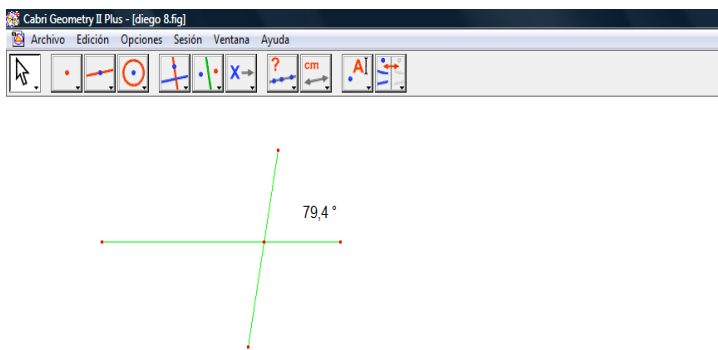 Cabri Geometry II Plus - [diego 8.fig]
Archivo Edición Opciones Sesión Ventana Ayuda
X ? cm A
79,4 °